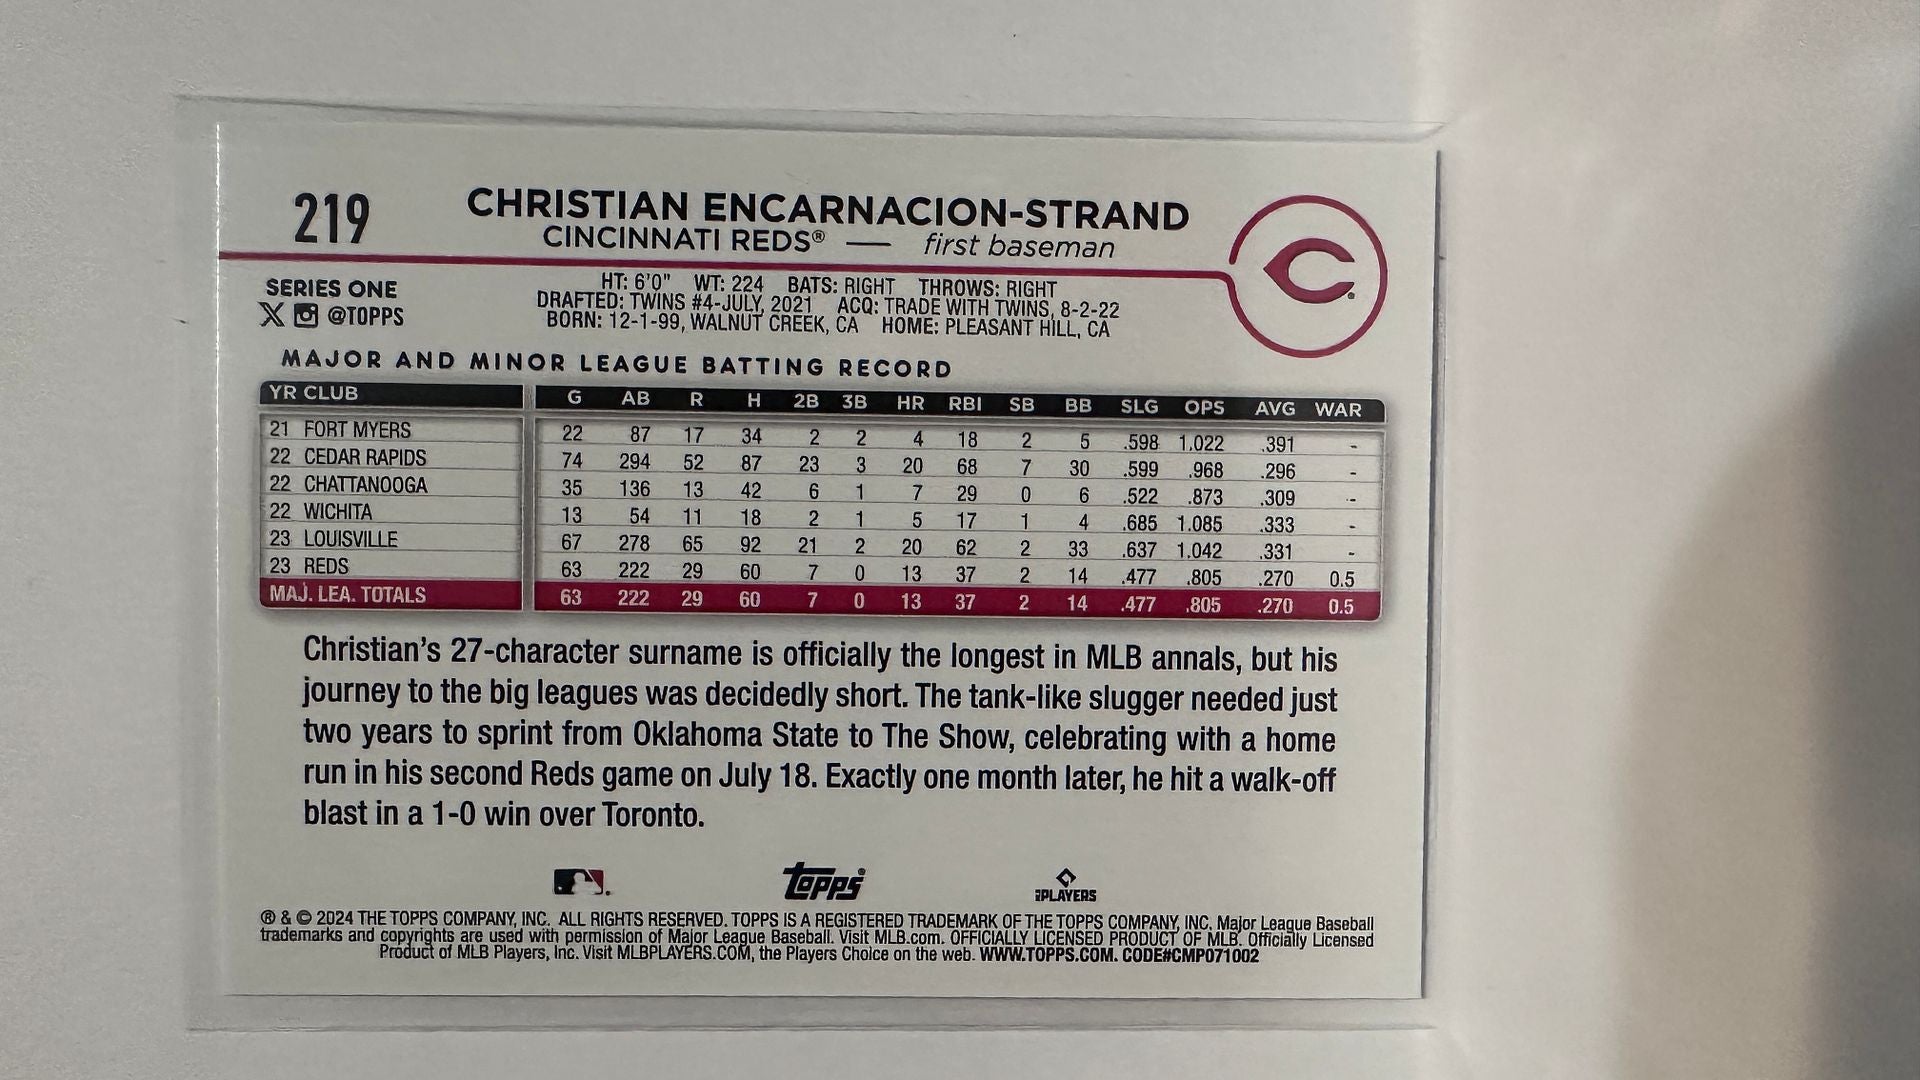 219
CHRISTIAN ENCARNACION-STRAND
CINCINNATI REDS® — first baseman
C
SERIES ONE
X @TOPPS
HT: 6'0" WT: 224 BATS: RIGHT THROWS: RIGHT
DRAFTED: TWINS #4-JULY, 2021 ACQ: TRADE WITH TWINS, 8-2-22
BORN: 12-1-99, WALNUT CREEK, CA HOME: PLEASANT HILL, CA
MAJOR AND MINOR LEAGUE BATTING RECORD
YR CLUB G AB R H 2B 3B HR RBI SB BB SLG OPS AVG WAR
21 FORT MYERS 22 87 17 34 2 2 4 18 2 5 .598 1.022 .391 -
22 CEDAR RAPIDS 74 294 52 87 23 3 20 68 7 30 .599 .968 .296 -
22 CHATTANOOGA 35 136 13 42 6 1 7 29 0 6 .522 .873 .309 -
22 WICHITA 13 54 11 18 2 1 5 17 1 4 .685 1.085 .333 -
23 LOUISVILLE 67 278 65 92 21 2 20 62 2 33 .637 1.042 .331 -
23 REDS 63 222 29 60 7 0 13 37 2 14 .477 .805 .270 0.5
MAJ. LEA. TOTALS 63 222 29 60 7 0 13 37 2 14 .477 .805 .270 0.5
Christian's 27-character surname is officially the longest in MLB annals, but his
journey to the big leagues was decidedly short. The tank-like slugger needed just
two years to sprint from Oklahoma State to The Show, celebrating with a home
run in his second Reds game on July 18. Exactly one month later, he hit a walk-off
blast in a 1-0 win over Toronto.
Topps
PLAYERS
® & © 2024 THE TOPPS COMPANY, INC. ALL RIGHTS RESERVED. TOPPS IS A REGISTERED TRADEMARK OF THE TOPPS COMPANY, INC. Major League Baseball
trademarks and copyrights are used with permission of Major League Baseball. Visit MLB.com. OFFICIALLY LICENSED PRODUCT OF MLB. Officially Licensed
Product of MLB Players, Inc. Visit MLBPLAYERS.COM, the Players Choice on the web. WWW.TOPPS.COM. CODE#CMP071002